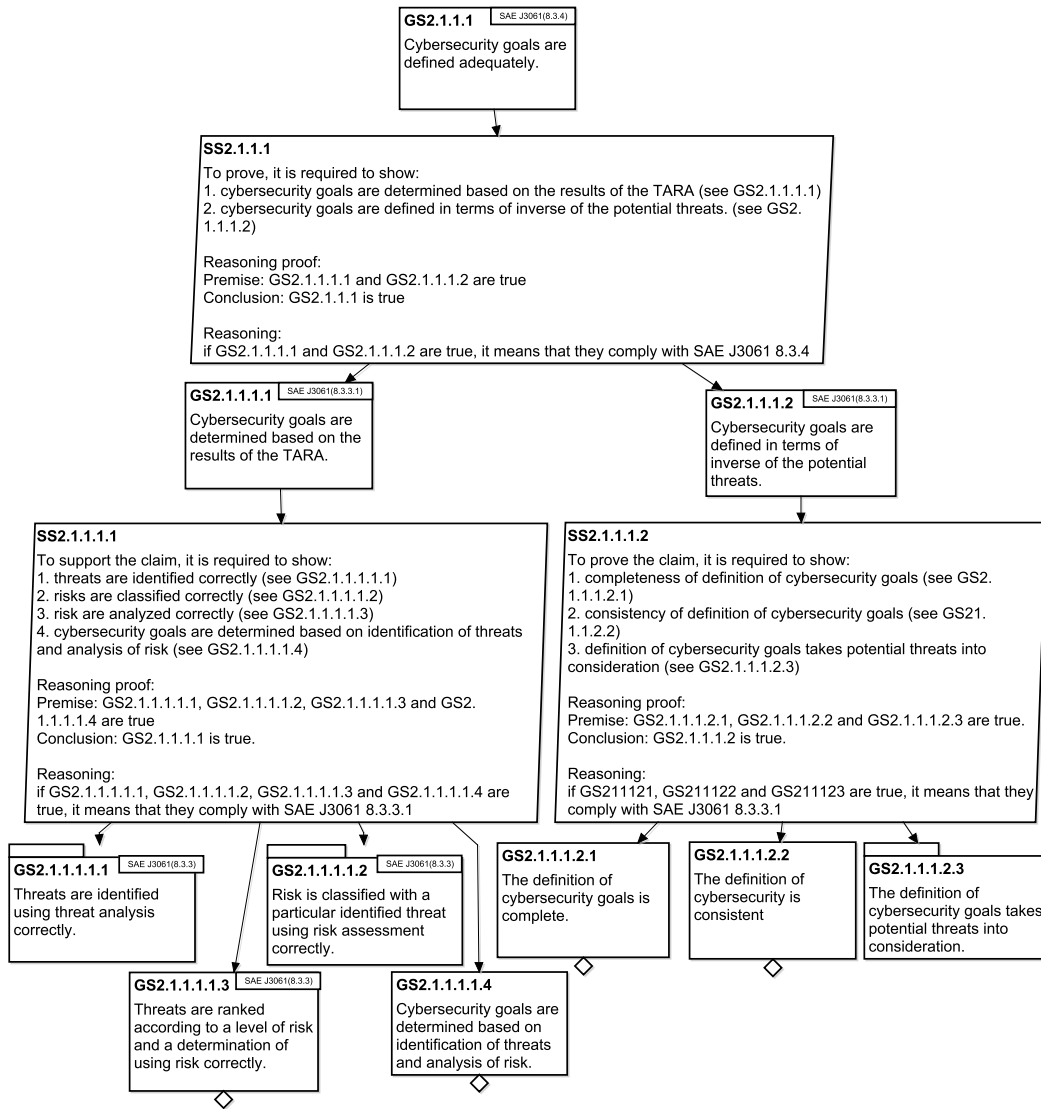 GS2.1.1.1
SAE J3061(8.3.4)
Cybersecurity goals are
defined adequately.
SS2.1.1.1
To prove, it is required to show:
1. cybersecurity goals are determined based on the results of the TARA (see GS2.1.1.1.1)
2. cybersecurity goals are defined in terms of inverse of the potential threats. (see GS2.
1.1.1.2)
Reasoning proof:
Premise: GS2.1.1.1.1 and GS2.1.1.1.2 are true
Conclusion: GS2.1.1.1 is true
Reasoning:
if GS2.1.1.1.1 and GS2.1.1.1.2 are true, it means that they comply with SAE J3061 8.3.4
GS2.1.1.1.1
SAE J3061(8.3.3.1)
Cybersecurity goals are
determined based on the
results of the TARA.
GS2.1.1.1.2
SAE J3061(8.3.3.1)
Cybersecurity goals are
defined in terms of
inverse of the potential
threats.
SS2.1.1.1.1
To support the claim, it is required to show:
1. threats are identified correctly (see GS2.1.1.1.1.1)
2. risks are classified correctly (see GS2.1.1.1.1.2)
3. risk are analyzed correctly (see GS2.1.1.1.1.3)
4. cybersecurity goals are determined based on identification of threats
and analysis of risk (see GS2.1.1.1.1.4)
Reasoning proof:
Premise: GS2.1.1.1.1.1, GS2.1.1.1.1.2, GS2.1.1.1.1.3 and GS2.
1.1.1.1.4 are true
Conclusion: GS2.1.1.1.1 is true.
Reasoning:
if GS2.1.1.1.1.1, GS2.1.1.1.1.2, GS2.1.1.1.1.3 and GS2.1.1.1.1.4 are
true, it means that they comply with SAE J3061 8.3.3.1
SS2.1.1.1.2
To prove the claim, it is required to show:
1. completeness of definition of cybersecurity goals (see GS2.
1.1.1.2.1)
2. consistency of definition of cybersecurity goals (see GS21.
1.1.2.2)
3. definition of cybersecurity goals takes potential threats into
consideration (see GS2.1.1.1.2.3)
Reasoning proof:
Premise: GS2.1.1.1.2.1, GS2.1.1.1.2.2 and GS2.1.1.1.2.3 are true.
Conclusion: GS2.1.1.1.2 is true.
Reasoning:
if GS211121, GS211122 and GS211123 are true, it means that they
comply with SAE J3061 8.3.3.1
GS2.1.1.1.1.1
SAE J3061(8.3.3)
Threats are identified
using threat analysis
correctly.
GS2.1.1.1.1.2
SAE J3061(8.3.3)
Risk is classified with a
particular identified threat
using risk assessment
correctly.
GS2.1.1.1.2.1
The definition of
cybersecurity goals is
complete.
GS2.1.1.1.2.2
The definition of
cybersecurity is
consistent
GS2.1.1.1.2.3
The definition of
cybersecurity goals takes
potential threats into
consideration.
GS2.1.1.1.1.3
SAE J3061(8.3.3)
Threats are ranked
according to a level of risk
and a determination of
using risk correctly.
GS2.1.1.1.1.4
Cybersecurity goals are
determined based on
identification of threats
and analysis of risk.